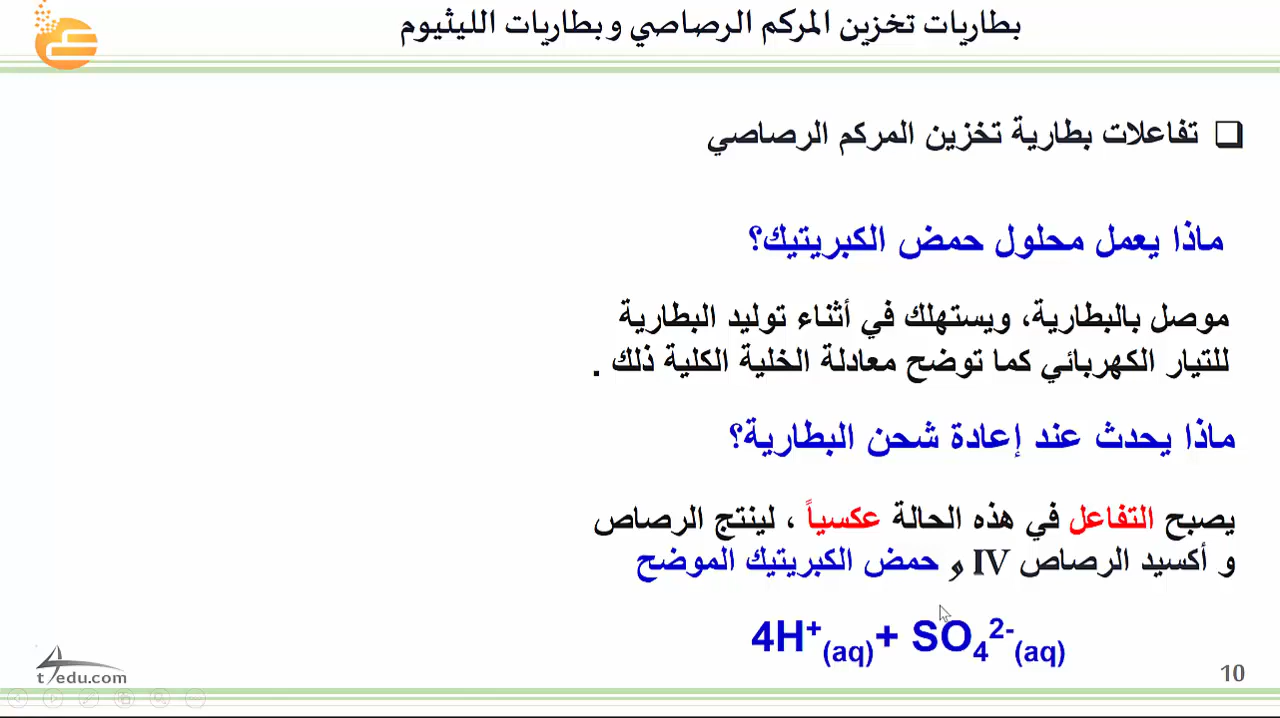 بطاريات تخزين المركم الرصاصي وبطاريات الليثيوم
تفاعلات بطارية تخزين المركم الرصاصي
ماذا يعمل محلول حمض الكبريتيك؟
موصل بالبطارية، ويستهلك في أثناء توليد البطارية
للتيار الكهربائي كما توضح معادلة الخلية الكلية ذلك .
ماذا يحدث عند إعادة شحن البطارية؟
يصبح التفاعل في هذه الحالة عكسياً ، لينتج الرصاص
و أكسيد الرصاص IV و حمض الكبريتيك الموضح
4H⁺(aq)+ SO₄²⁻(aq)
t4edu.com
10